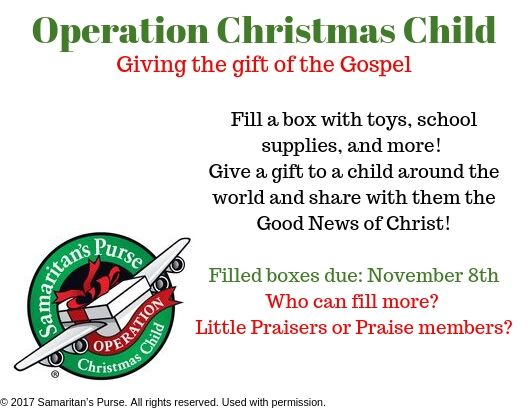 Operation Christmas Child
Giving the gift of the Gospel
Fill a box with toys, school
supplies, and more!
Give a gift to a child around the
world and share with them the
Good News of Christ!
Filled boxes due: November 8th
Who can fill more?
Little Praisers or Praise members?
Samaritan's Purse
OPERATION
Christmas Child
®
© 2017 Samaritan's Purse. All rights reserved. Used with permission.